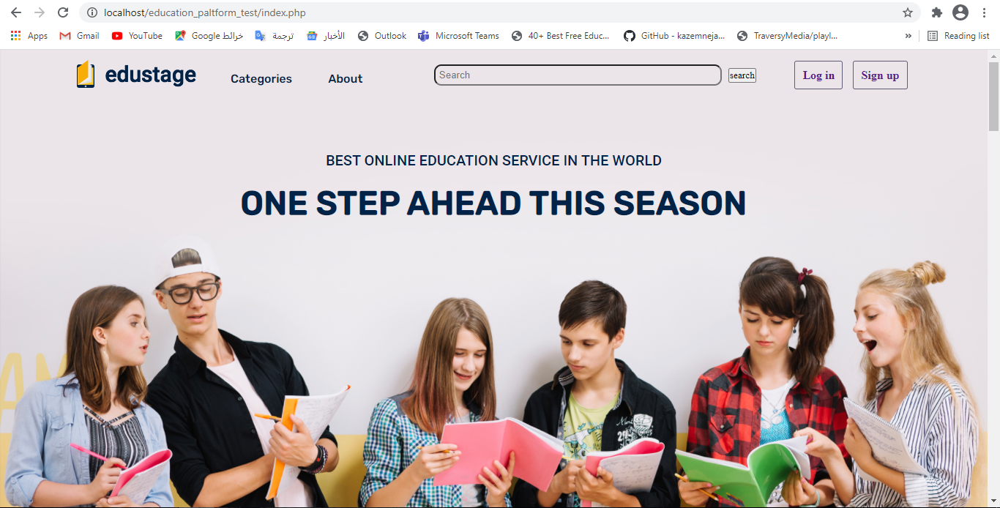 localhost/education_paltform_test/index.php
Apps Gmail YouTube خرائط Google ترجمة الأخبار Outlook Microsoft Teams 40+ Best Free Educ... GitHub - kazemneja... TraversyMedia/playl... » Reading list
edustage Categories About Search search Log in Sign up
BEST ONLINE EDUCATION SERVICE IN THE WORLD
ONE STEP AHEAD THIS SEASON